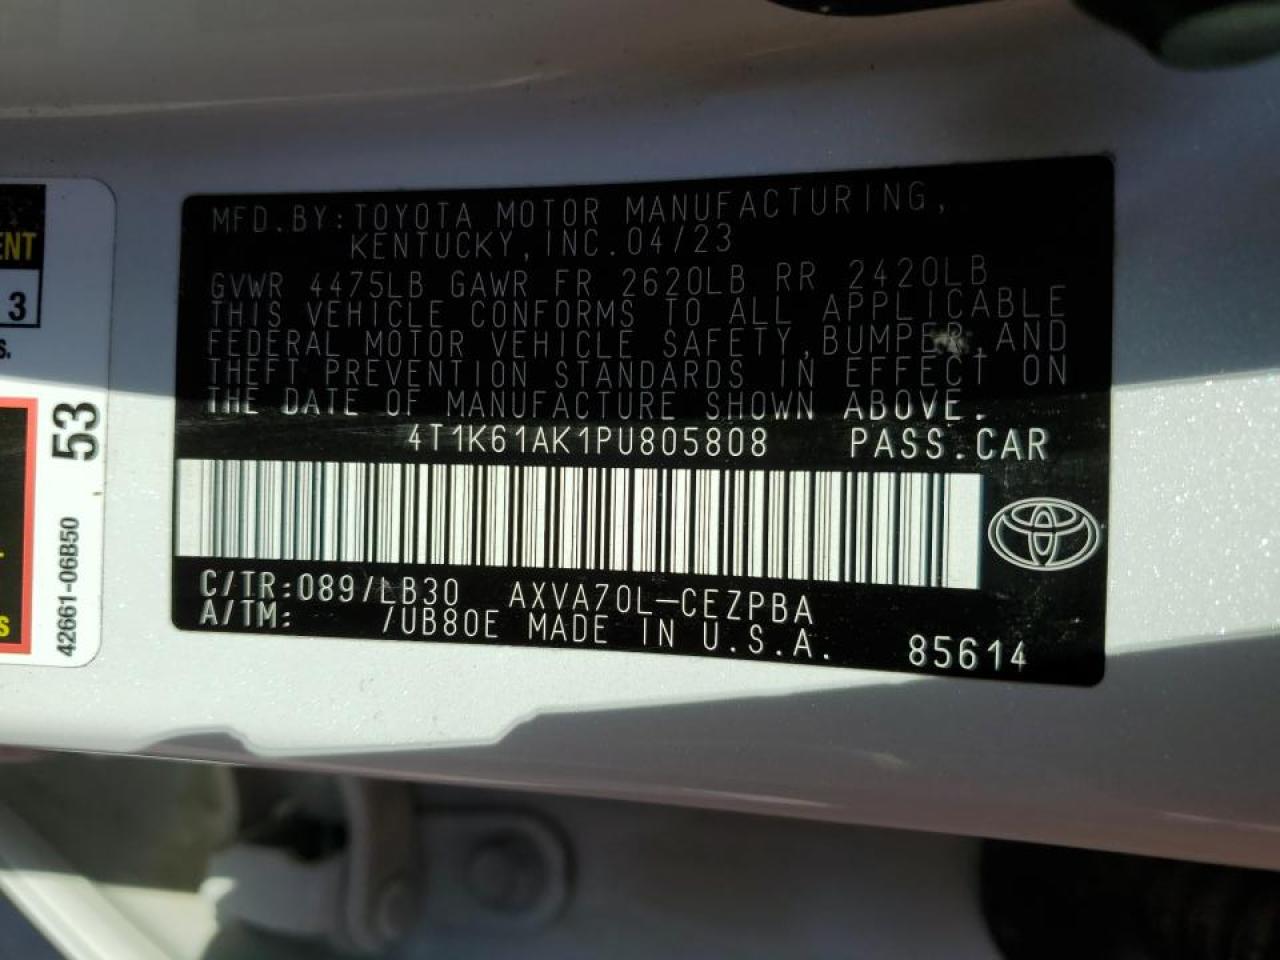 MFD.BY:TOYOTA MOTOR MANUFACTURING,
KENTUCKY,INC.04/23
GVWR 4475LB GAWR FR 2620LB RR 2420LB
THIS VEHICLE CONFORMS TO ALL APPLICABLE
FEDERAL MOTOR VEHICLE SAFETY,BUMPER,AND
THEFT PREVENTION STANDARDS IN EFFECT ON
THE DATE OF MANUFACTURE SHOWN ABOVE.
4T1K61AK1PU805808 PASS.CAR
C/TR:089/LB30 AXVA70L-CEZPBA
A/TM: /UB80E MADE IN U.S.A.
85614
ENT
3
S.
53
42661-06B50
s